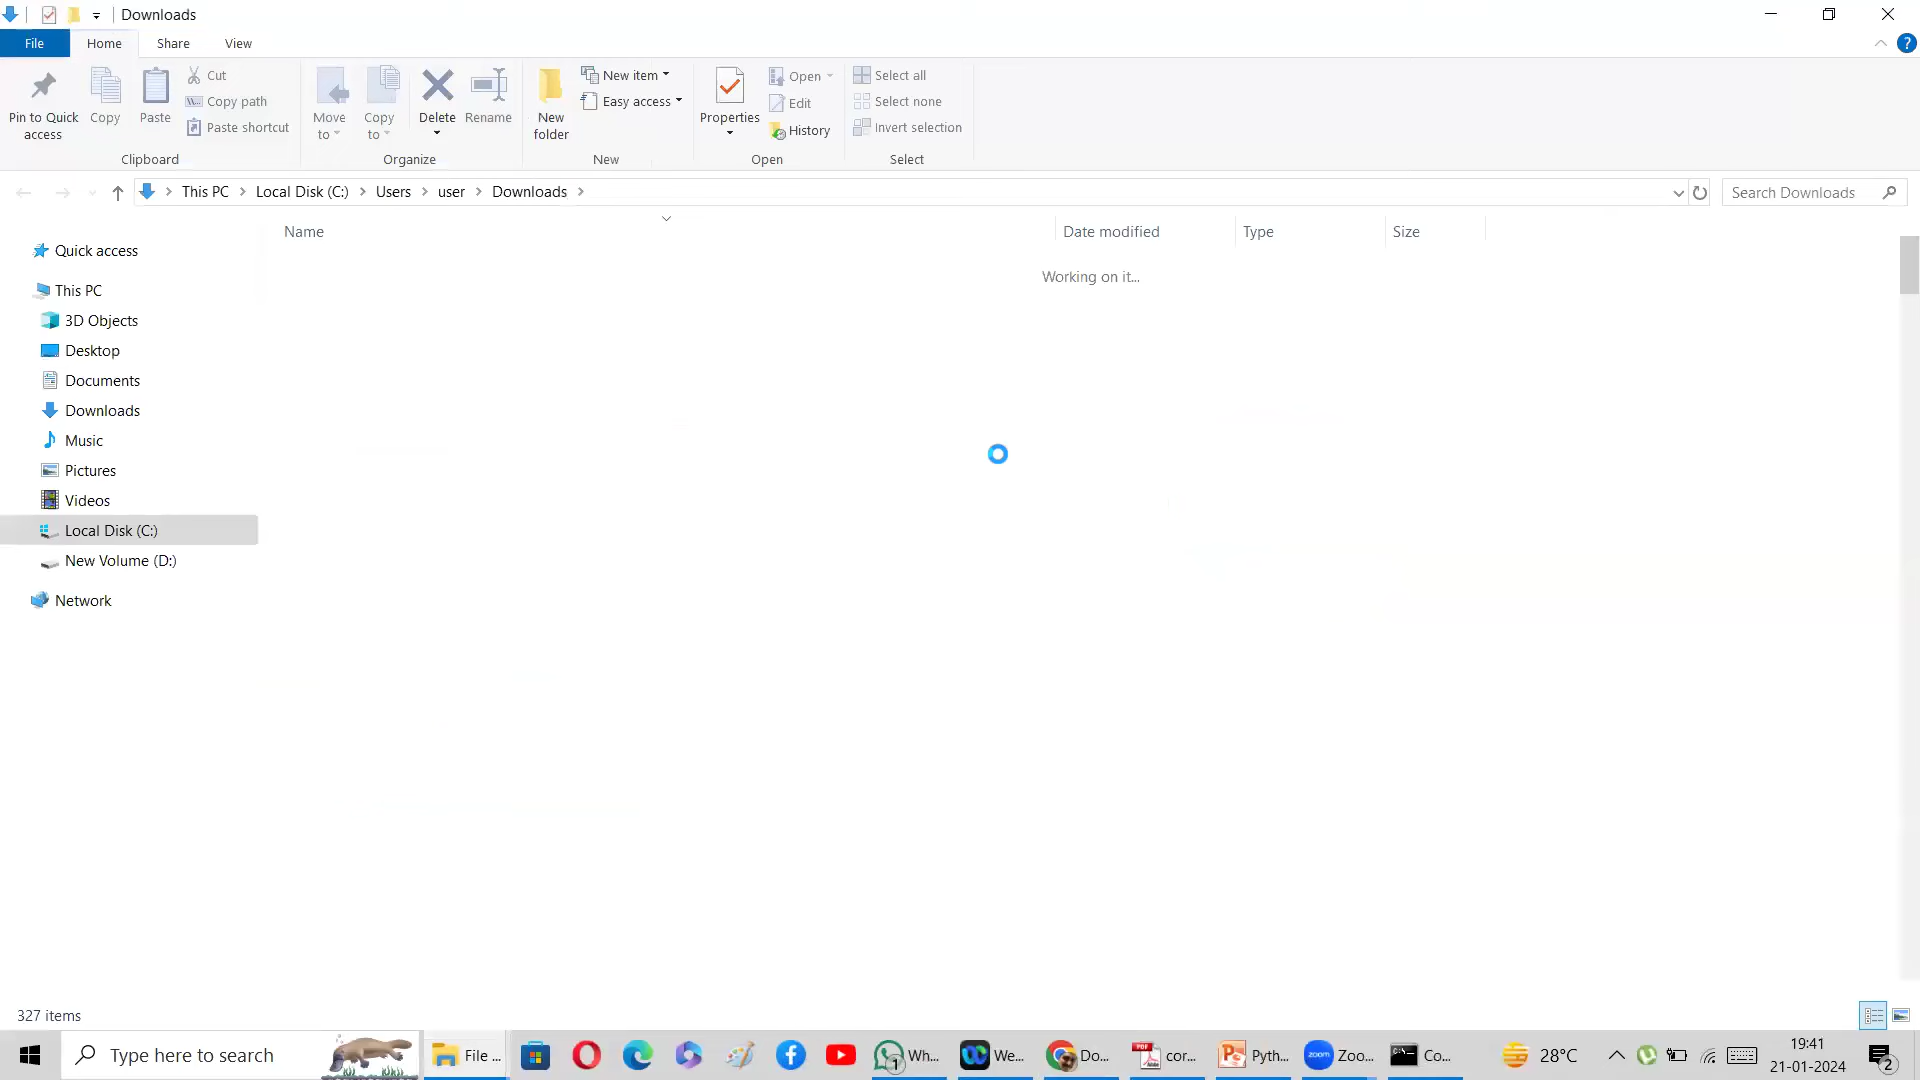 Downloads
File
Home
Share
View
Pin to Quick access
Copy
Paste
Cut
Copy path
Paste shortcut
Clipboard
Move to
Copy to
Delete
Rename
Organize
New folder
New item
Easy access
New
Properties
Open
Edit
History
Open
Select all
Select none
Invert selection
Select
This PC
Local Disk (C:)
Users
user
Downloads
Search Downloads
Name
Date modified
Type
Size
Working on it...
Quick access
This PC
3D Objects
Desktop
Documents
Downloads
Music
Pictures
Videos
Local Disk (C:)
New Volume (D:)
Network
327 items
Type here to search
File ...
1
Wh...
We...
Do...
PDF
cor...
Pyth...
zoom
Zoo...
Co...
28°C
19:41
21-01-2024
2